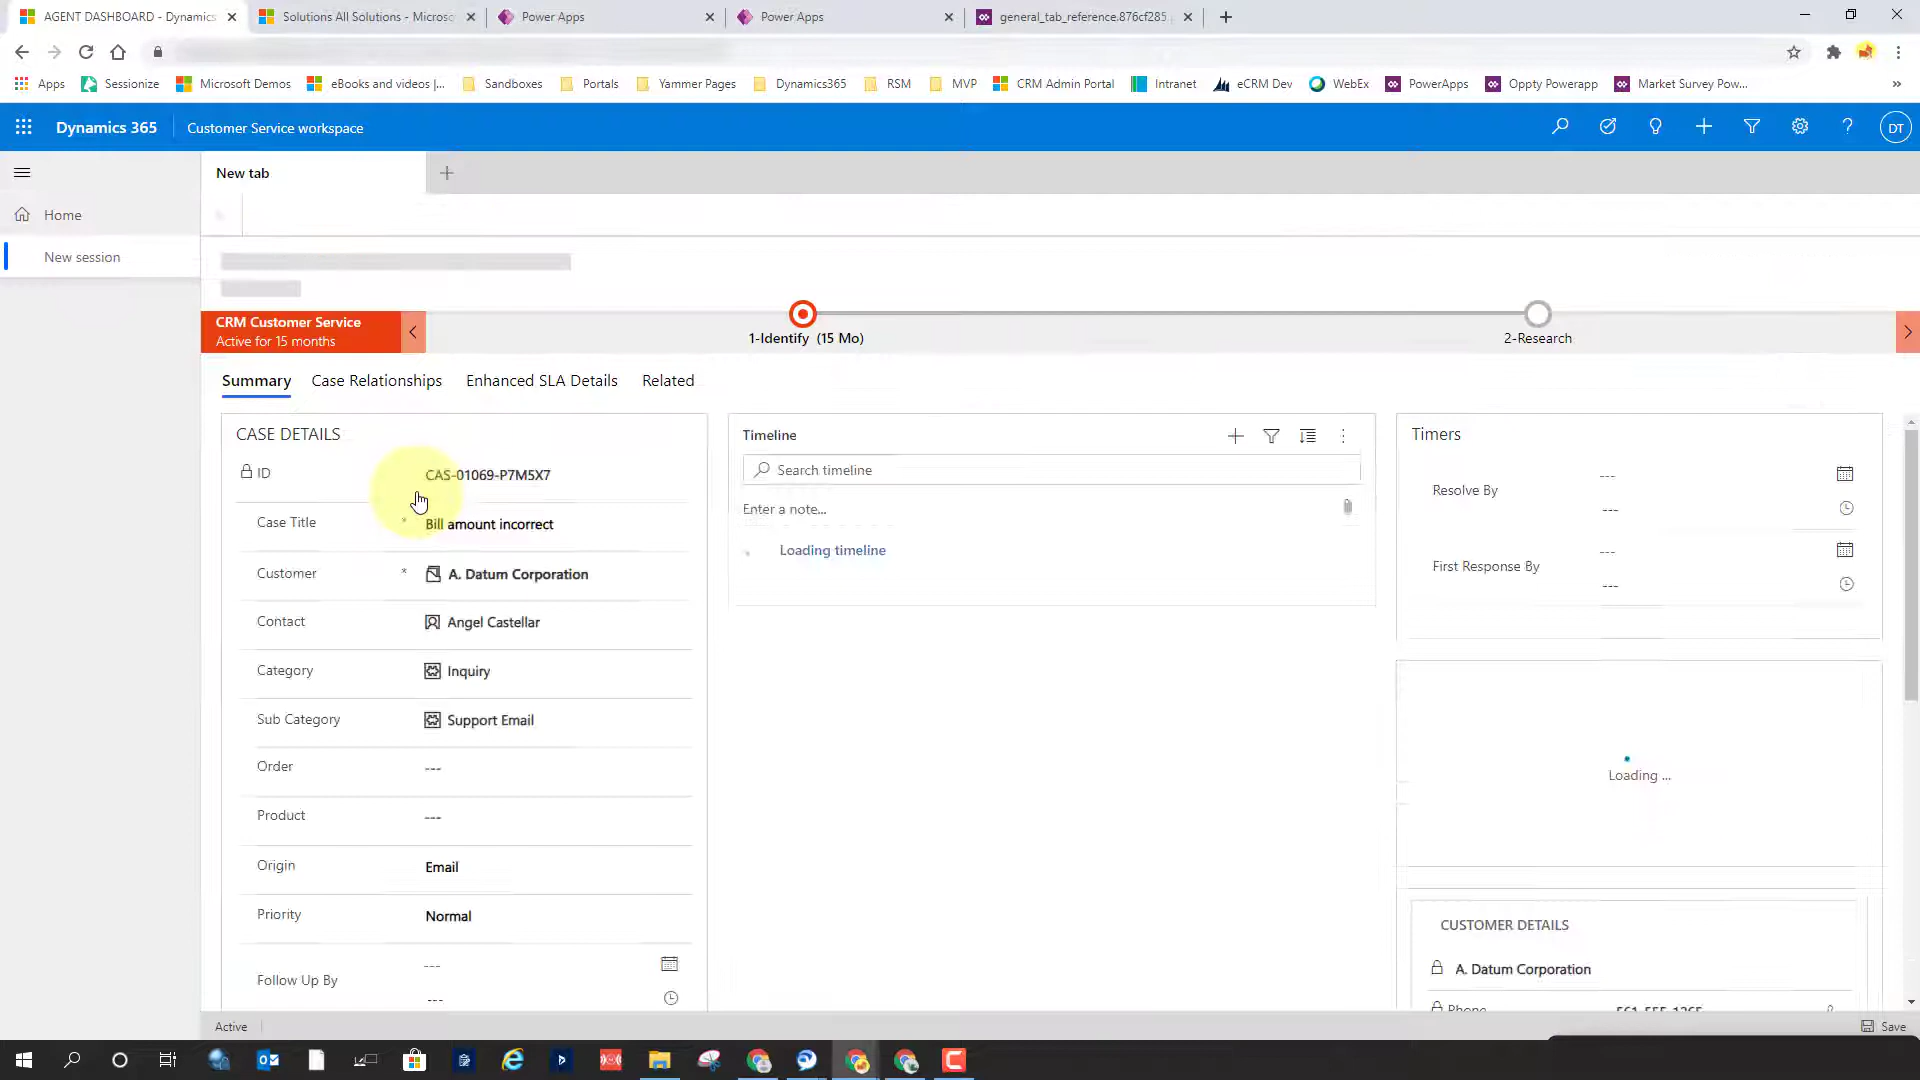 AGENT DASHBOARD - Dynamics
Solutions All Solutions - Microso
Power Apps
Power Apps
general_tab_reference.876cf285
Apps
Sessionize
Microsoft Demos
eBooks and videos |...
Sandboxes
Portals
Yammer Pages
Dynamics365
RSM
MVP
CRM Admin Portal
Intranet
eCRM Dev
WebEx
PowerApps
Oppty Powerapp
Market Survey Pow...
»
Dynamics 365
Customer Service workspace
DT
New tab
Home
New session
CRM Customer Service
Active for 15 months
1-Identify (15 Mo)
2-Research
Summary
Case Relationships
Enhanced SLA Details
Related
CASE DETAILS
ID
CAS-01069-P7M5X7
Case Title * Bill amount incorrect
Customer * A. Datum Corporation
Contact Angel Castellar
Category Inquiry
Sub Category Support Email
Order ---
Product ---
Origin Email
Priority Normal
Follow Up By ---
---
Timeline
Search timeline
Enter a note...
Loading timeline
Timers
Resolve By ---
---
First Response By ---
---
Loading ...
CUSTOMER DETAILS
A. Datum Corporation
Phone 561-555-1265
Active
Save